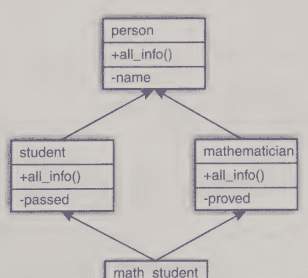 person
+all_info()
-name
student
+all_info()
-passed
mathematician
+all_info()
-proved
math_student